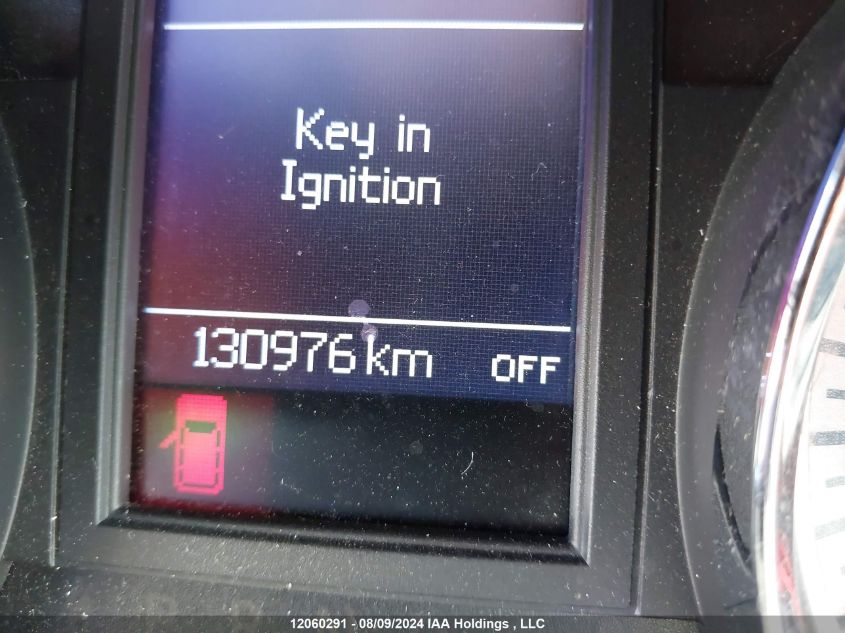 Key in
Ignition
130976 km OFF
12060291 - 08/09/2024 IAA Holdings , LLC